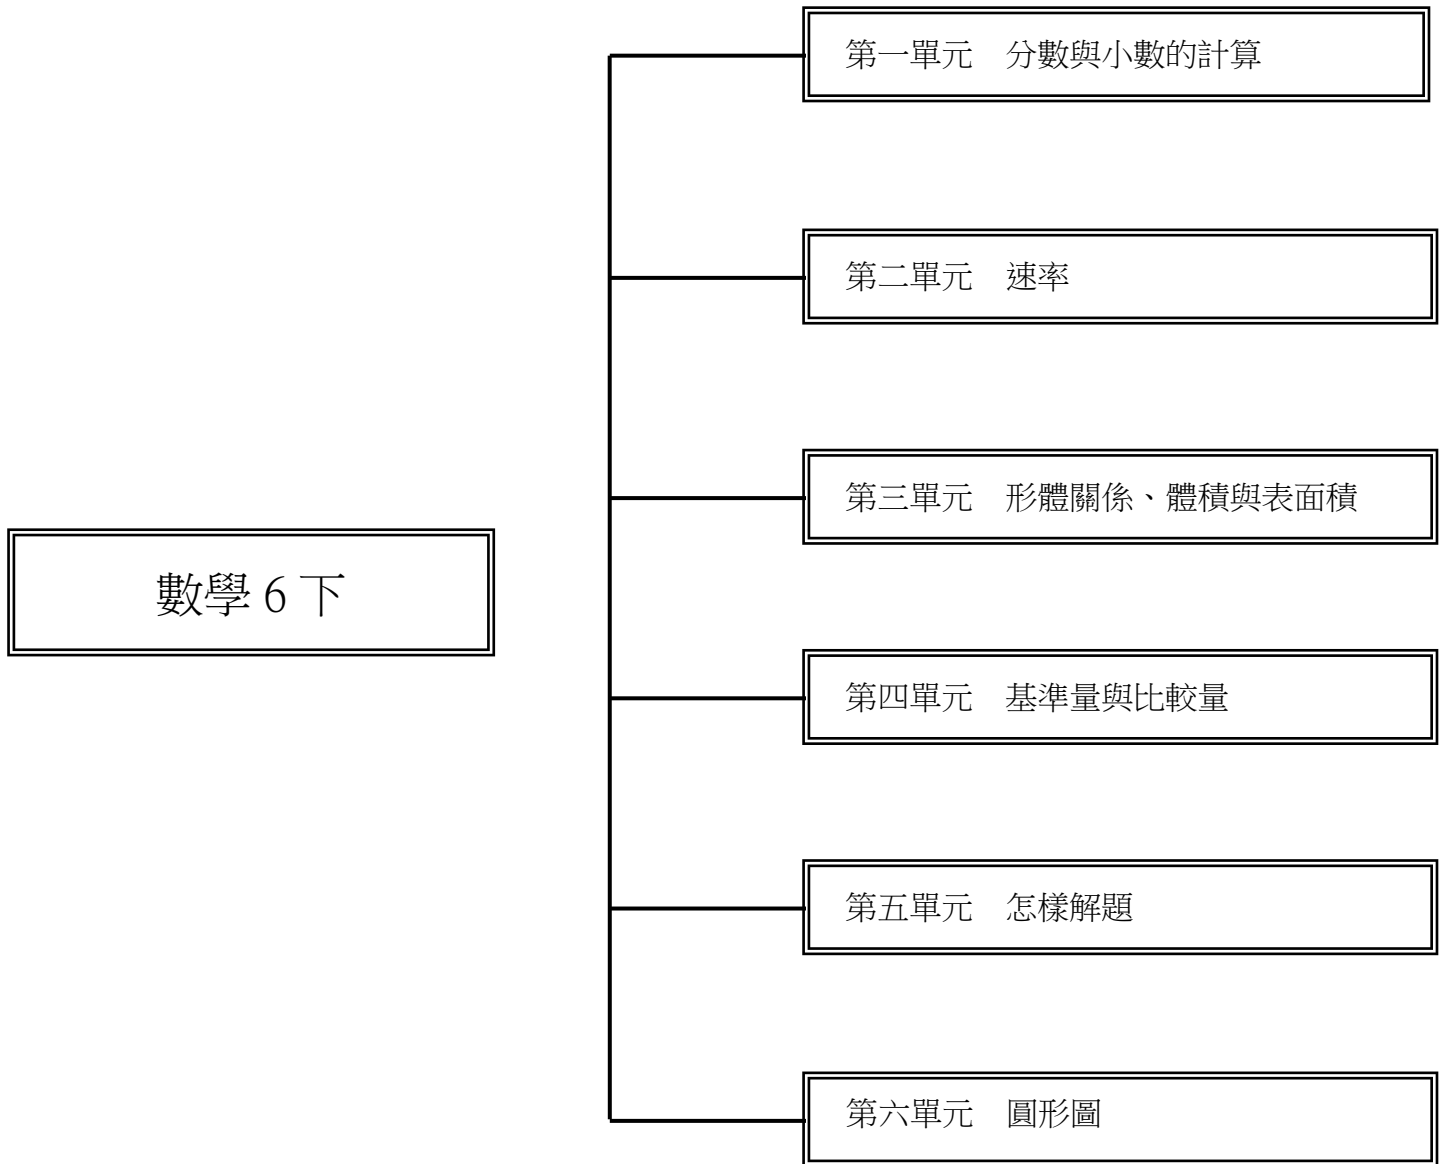 第一單元　分數與小數的計算
第二單元　速率
第三單元　形體關係、體積與表面積
數學 6 下
第四單元　基準量與比較量
第五單元　怎樣解題
第六單元　圓形圖